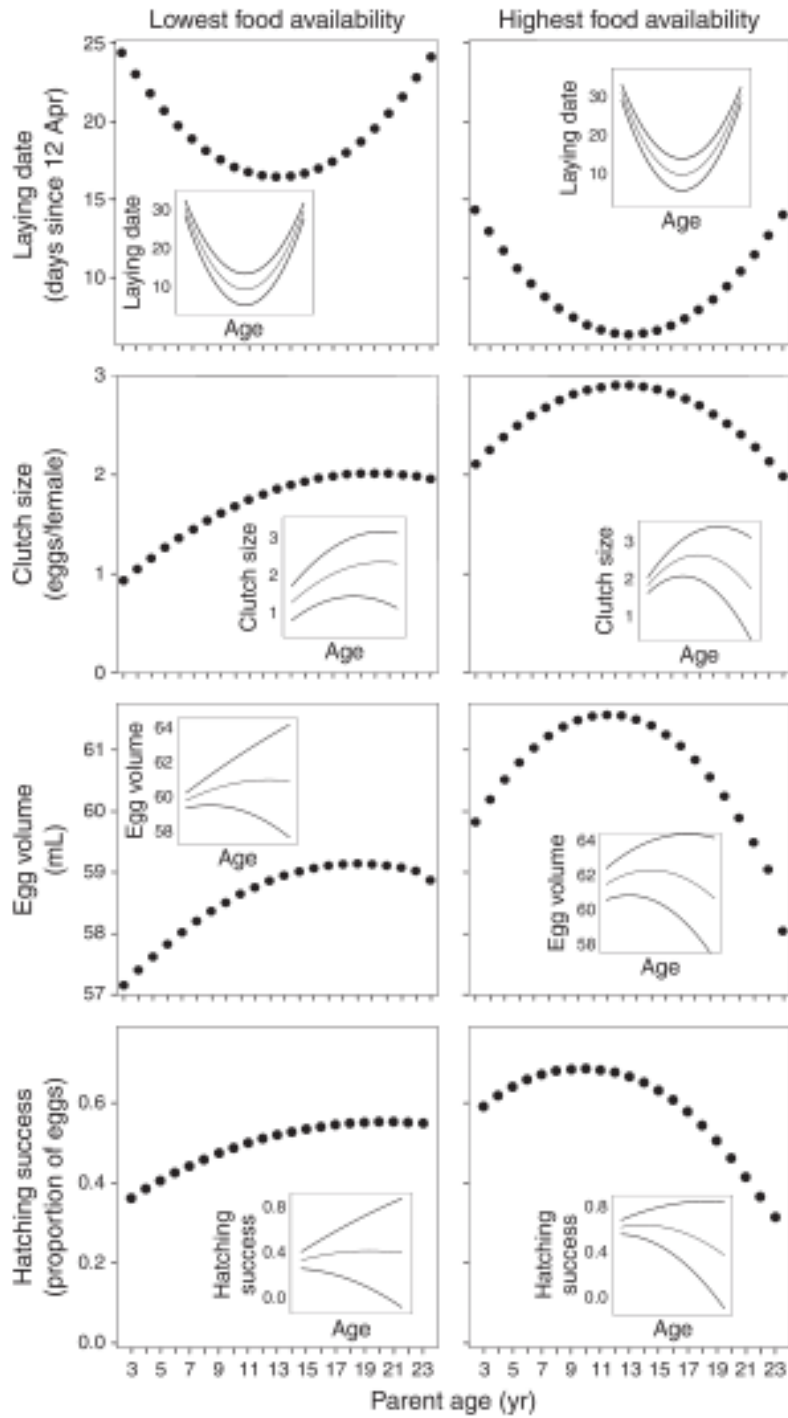 Lowest food availability
Highest food availability
Laying date
(days since 12 Apr)
25
20
15
10
Laying date
30
20
10
Age
Laying date
30
20
10
Age
Clutch size
(eggs/female)
3
2
1
0
Clutch size
3
2
1
Age
Clutch size
3
2
1
Age
Egg volume
(mL)
61
60
59
58
57
Egg volume
64
62
60
58
Age
Egg volume
64
62
60
58
Age
Hatching success
(proportion of eggs)
0.6
0.4
0.2
0.0
Hatching
success
0.8
0.4
0.0
Age
Hatching
success
0.8
0.4
0.0
Age
3 5 7 9 11 13 15 17 19 21 23
3 5 7 9 11 13 15 17 19 21 23
Parent age (yr)